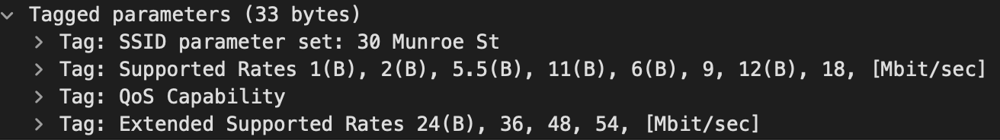 Tagged parameters (33 bytes)
Tag: SSID parameter set: 30 Munroe St
Tag: Supported Rates 1(B), 2(B), 5.5(B), 11(B), 6(B), 9, 12(B), 18, [Mbit/sec]
Tag: QoS Capability
Tag: Extended Supported Rates 24(B), 36, 48, 54, [Mbit/sec]